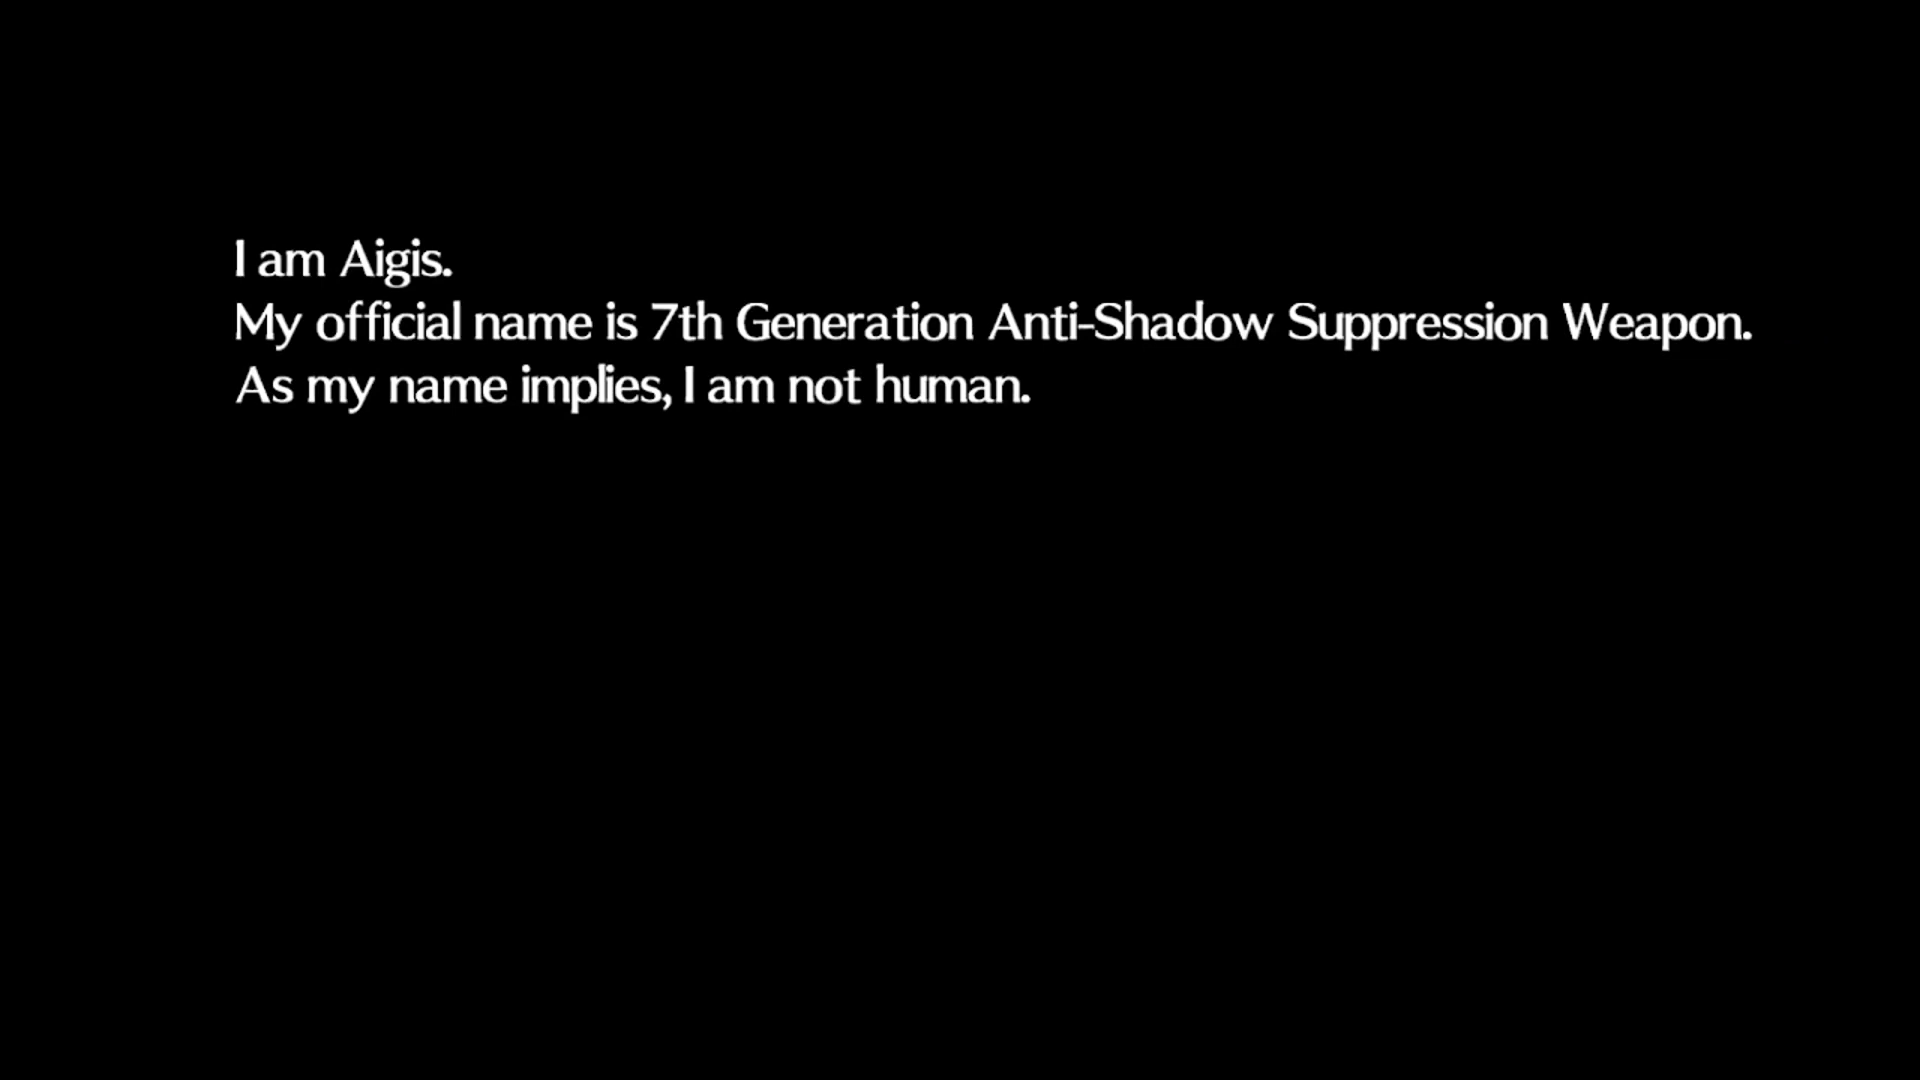 I am Aigis.
My official name is 7th Generation Anti-Shadow Suppression Weapon.
As my name implies, I am not human.